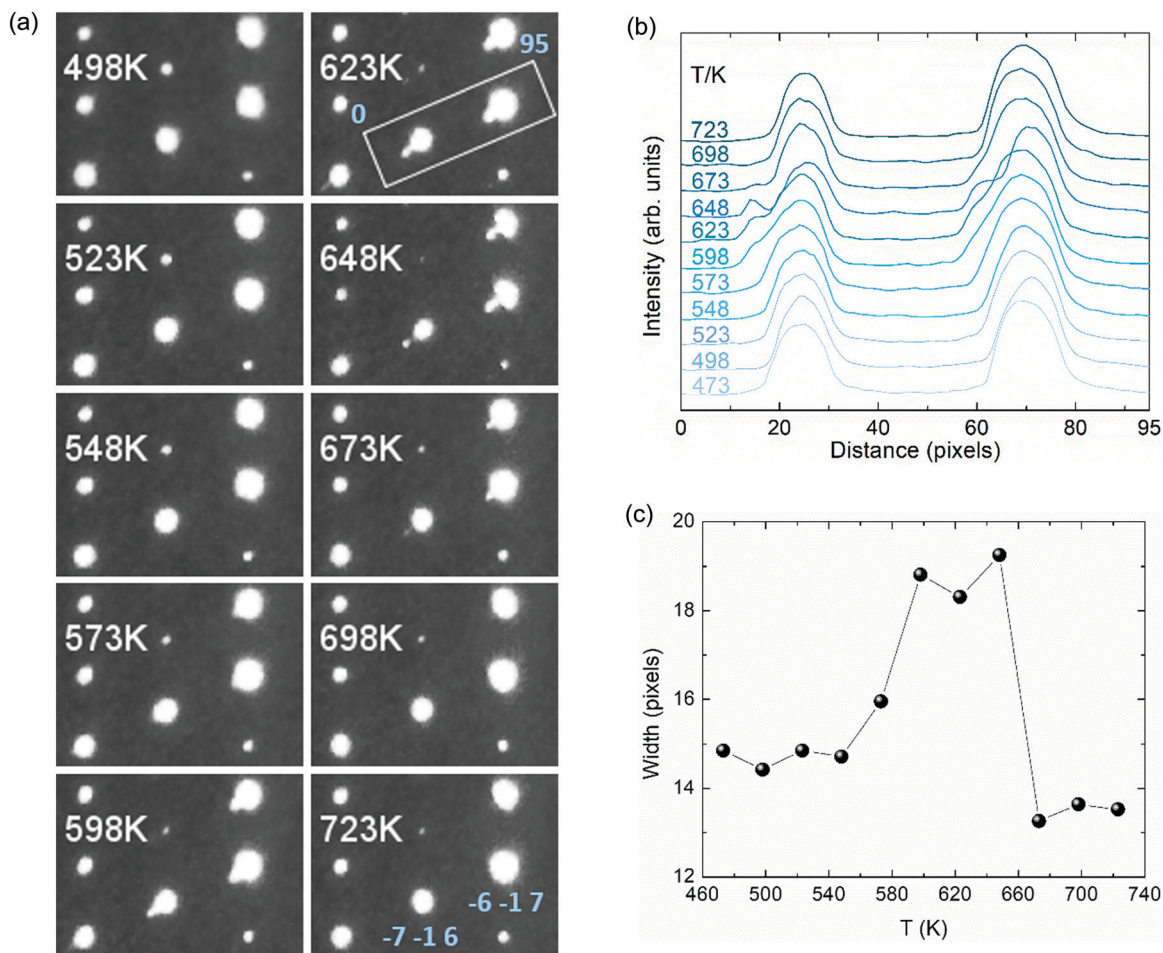 (a)
498K
623K
95
0
523K
648K
548K
673K
573K
698K
598K
723K
-6 -1 7
-7 -1 6
(b)
T/K
723
698
673
648
623
598
573
548
523
498
473
Intensity (arb. units)
0 20 40 60 80 95
Distance (pixels)
(c)
20
18
16
14
12
Width (pixels)
460 500 540 580 620 660 700 740
T (K)